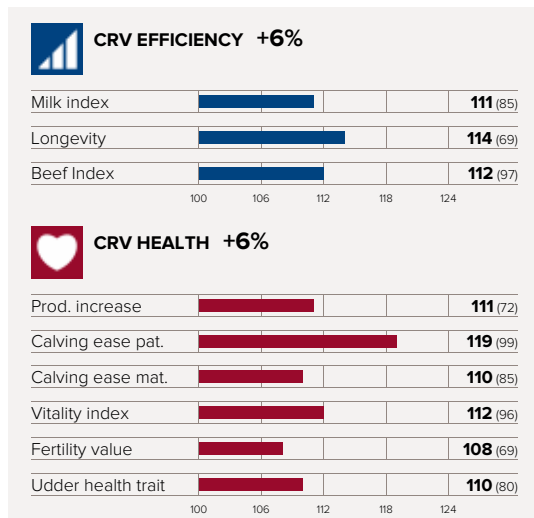 CRV EFFICIENCY +6%
Milk index 111 (85)
Longevity 114 (69)
Beef Index 112 (97)
100 106 112 118 124
CRV HEALTH +6%
Prod. increase 111 (72)
Calving ease pat. 119 (99)
Calving ease mat. 110 (85)
Vitality index 112 (96)
Fertility value 108 (69)
Udder health trait 110 (80)
100 106 112 118 124